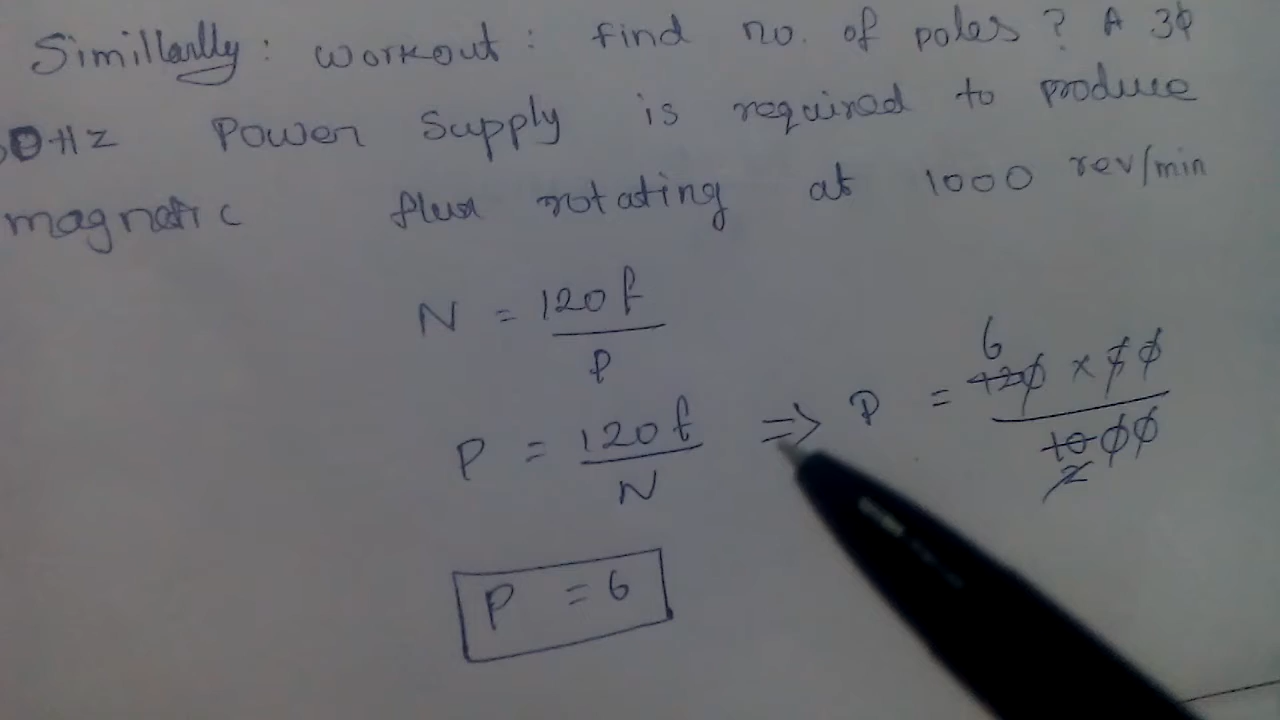 Simillarlly: workout: find no. of poles? A 3φ
0Hz Power Supply is required to produce
magnetic flux rotating at 1000 rev/min
N = 120f
P
P = 120f
N
=> P = 120 × 50
6
1000
2
P = 6